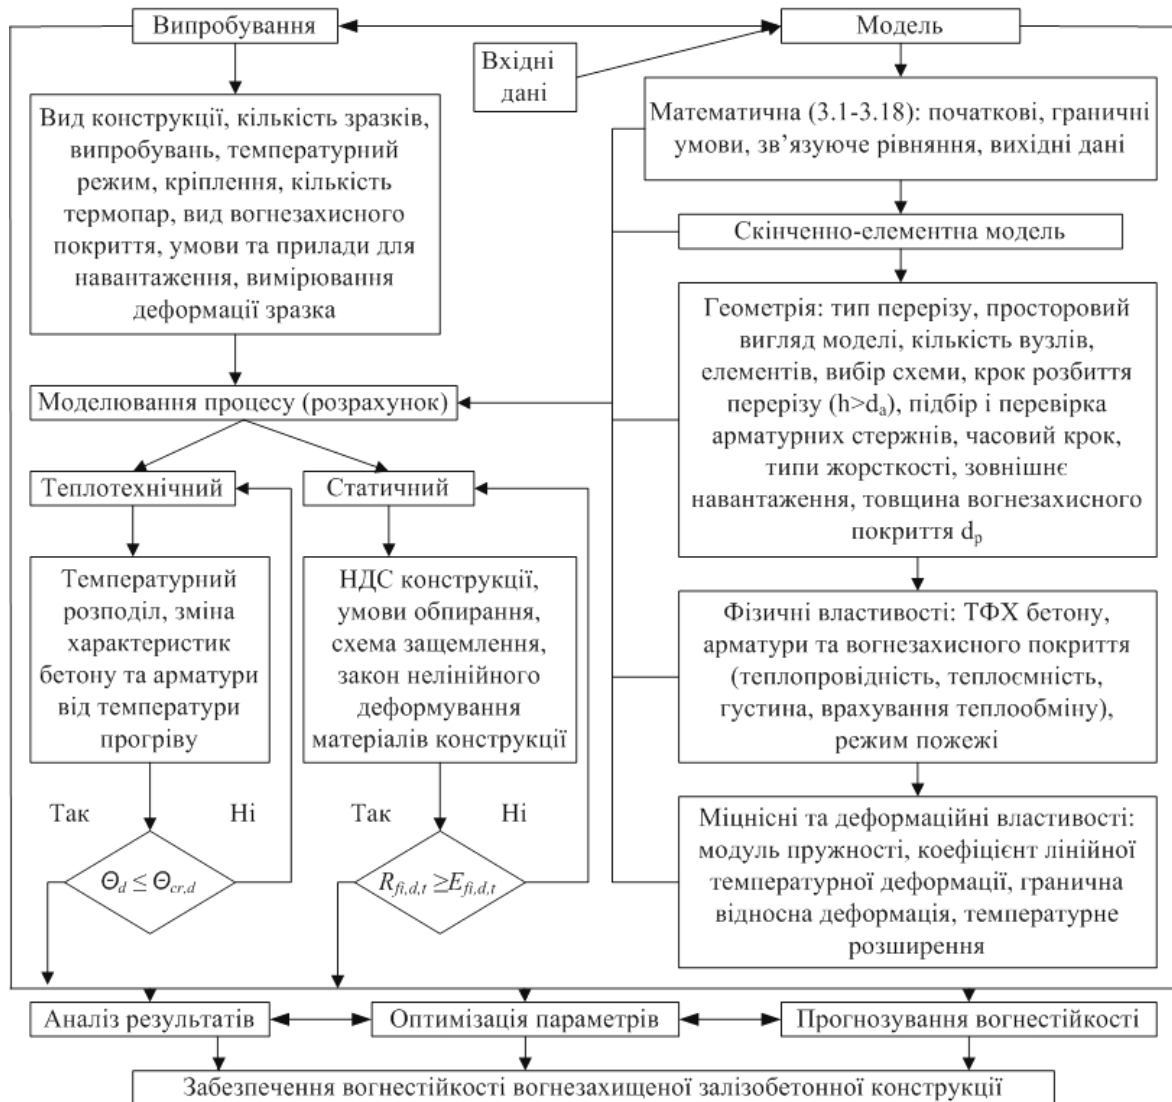 Випробування
Модель
Вхідні
дані
Вид конструкції, кількість зразків,
випробувань, температурний
режим, кріплення, кількість
термопар, вид вогнезахисного
покриття, умови та прилади для
навантаження, вимірювання
деформації зразка
Математична (3.1-3.18): початкові, граничні
умови, зв’язуюче рівняння, вихідні дані
Скінченно-елементна модель
Геометрія: тип перерізу, просторовий
вигляд моделі, кількість вузлів,
елементів, вибір схеми, крок розбиття
перерізу (h>dₐ), підбір і перевірка
арматурних стержнів, часовий крок,
типи жорсткості, зовнішнє
навантаження, товщина вогнезахисного
покриття dₚ
Моделювання процесу (розрахунок)
Теплотехнічний
Статичний
Температурний
розподіл, зміна
характеристик
бетону та арматури
від температури
прогріву
НДС конструкції,
умови обпирання,
схема защемлення,
закон нелінійного
деформування
матеріалів конструкції
Фізичні властивості: ТФХ бетону,
арматури та вогнезахисного покриття
(теплопровідність, теплоємність,
густина, врахування теплообміну),
режим пожежі
Так
Ні
Так
Ні
Θd ≤ Θcr,d
Rfi,d,t ≥Efi,d,t
Міцнісні та деформаційні властивості:
модуль пружності, коефіцієнт лінійної
температурної деформації, гранична
відносна деформація, температурне
розширення
Аналіз результатів
Оптимізація параметрів
Прогнозування вогнестійкості
Забезпечення вогнестійкості вогнезахищеної залізобетонної конструкції